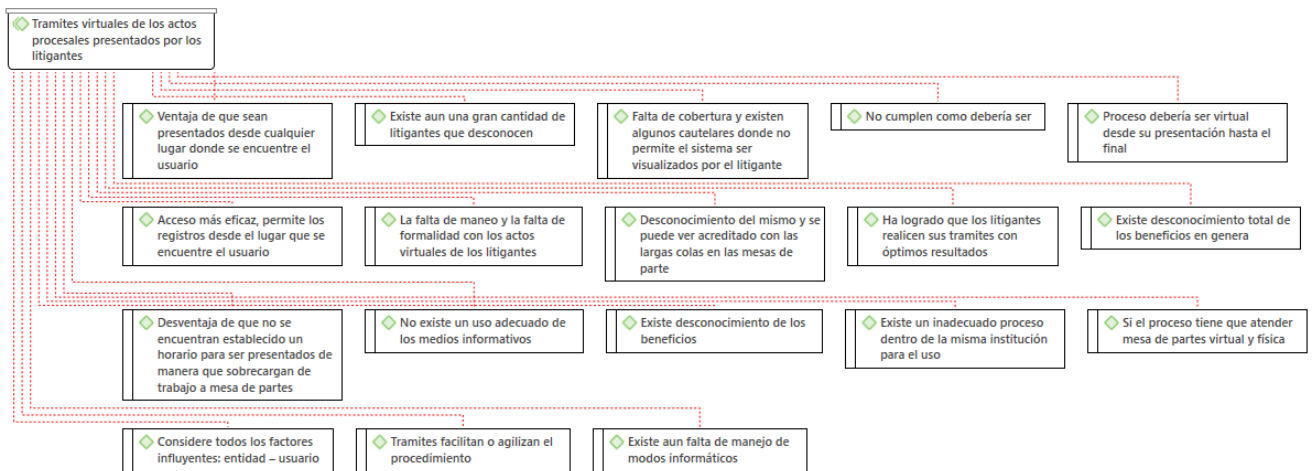 Tramites virtuales de los actos
procesales presentados por los
litigantes
Ventaja de que sean
presentados desde cualquier
lugar donde se encuentre el
usuario
Existe aun una gran cantidad de
litigantes que desconocen
Falta de cobertura y existen
algunos cautelares donde no
permite el sistema ser
visualizados por el litigante
No cumplen como debería ser
Proceso debería ser virtual
desde su presentación hasta el
final
Acceso más eficaz, permite los
registros desde el lugar que se
encuentre el usuario
La falta de maneo y la falta de
formalidad con los actos
virtuales de los litigantes
Desconocimiento del mismo y se
puede ver acreditado con las
largas colas en las mesas de
parte
Ha logrado que los litigantes
realicen sus tramites con
óptimos resultados
Existe desconocimiento total de
los beneficios en genera
Desventaja de que no se
encuentran establecido un
horario para ser presentados de
manera que sobrecargan de
trabajo a mesa de partes
No existe un uso adecuado de
los medios informativos
Existe desconocimiento de los
beneficios
Existe un inadecuado proceso
dentro de la misma institución
para el uso
Si el proceso tiene que atender
mesa de partes virtual y física
Considere todos los factores
influyentes: entidad – usuario
Tramites facilitan o agilizan el
procedimiento
Existe aun falta de manejo de
modos informáticos